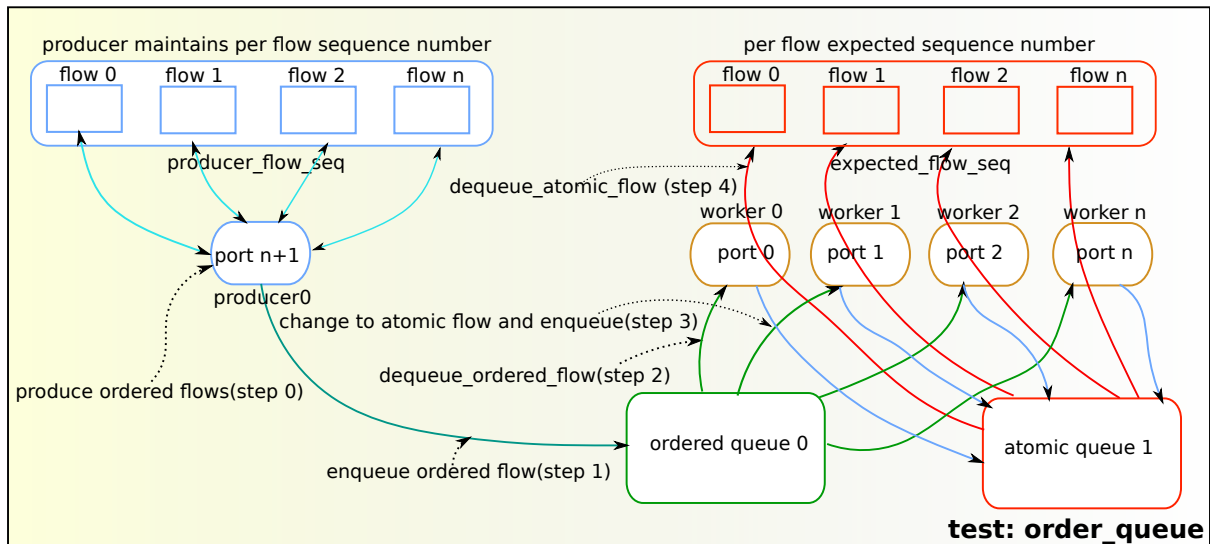 producer maintains per flow sequence number
flow 0
flow 1
flow 2
flow n
producer_flow_seq
per flow expected sequence number
flow 0
flow 1
flow 2
flow n
expected_flow_seq
dequeue_atomic_flow (step 4)
worker 0
worker 1
worker 2
worker n
port n+1
port 0
port 1
port 2
port n
producer0
change to atomic flow and enqueue(step 3)
dequeue_ordered_flow(step 2)
produce ordered flows(step 0)
ordered queue 0
atomic queue 1
enqueue ordered flow(step 1)
test: order_queue